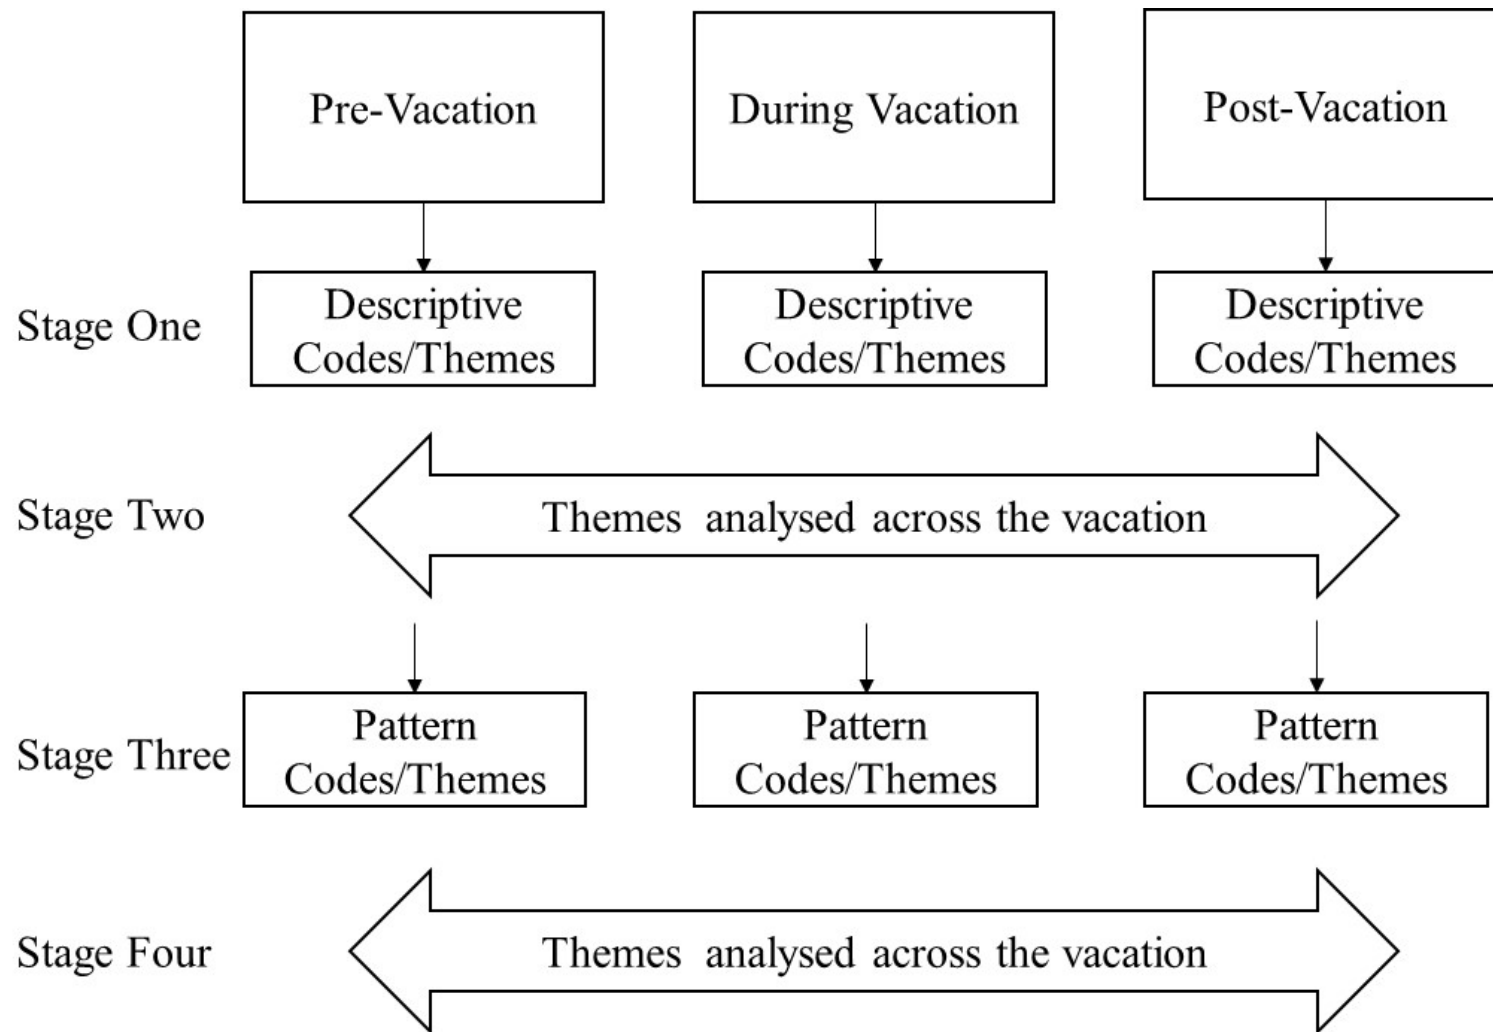 Pre-Vacation
During Vacation
Post-Vacation
Stage One
Descriptive
Codes/Themes
Descriptive
Codes/Themes
Descriptive
Codes/Themes
Stage Two
Themes analysed across the vacation
Stage Three
Pattern
Codes/Themes
Pattern
Codes/Themes
Pattern
Codes/Themes
Stage Four
Themes analysed across the vacation